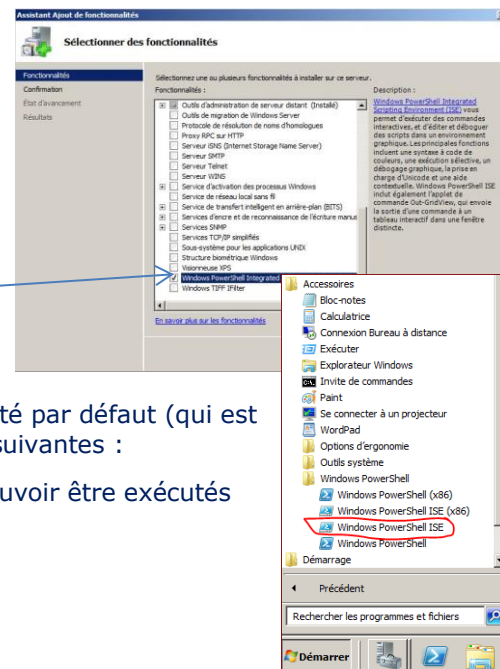 Assistant Ajout de fonctionnalités
Sélectionner des fonctionnalités
Fonctionnalités
Confirmation
État d'avancement
Résultats
Sélectionnez une ou plusieurs fonctionnalités à installer sur ce serveur.
Fonctionnalités :
Outils d'administration de serveur distant (Installé)
Outils de migration de Windows Server
Protocole de résolution de noms d'homologues
Proxy RPC sur HTTP
Serveur iSNS (Internet Storage Name Server)
Serveur SMTP
Serveur Telnet
Serveur WINS
Service d'activation des processus Windows
Service de réseau local sans fil
Service de transfert intelligent en arrière-plan (BITS)
Services d'encre et de reconnaissance de l'écriture manus
Services SNMP
Services TCP/IP simplifiés
Sous-système pour les applications UNIX
Structure biométrique Windows
Visionneuse XPS
Windows PowerShell Integrated
Windows TIFF IFilter
En savoir plus sur les fonctionnalités
Description :
Windows PowerShell Integrated
Scripting Environment (ISE) vous
permet d'exécuter des commandes
interactives, et d'éditer et déboguer
des scripts dans un environnement
graphique. Les principales fonctions
incluent une syntaxe à code de
couleurs, une exécution sélective, un
débogage graphique, la prise en
charge d'Unicode et une aide
contextuelle. Windows PowerShell ISE
inclut également l'applet de
commande Out-GridView, qui envoie
la sortie d'une commande à un
tableau interactif dans une fenêtre
distincte.
té par défaut (qui est
suivantes :
uvoir être exécutés
Accessoires
Bloc-notes
Calculatrice
Connexion Bureau à distance
Exécuter
Explorateur Windows
Invite de commandes
Paint
Se connecter à un projecteur
WordPad
Options d'ergonomie
Outils système
Windows PowerShell
Windows PowerShell (x86)
Windows PowerShell ISE (x86)
Windows PowerShell ISE
Windows PowerShell
Démarrage
Précédent
Rechercher les programmes et fichiers
Démarrer